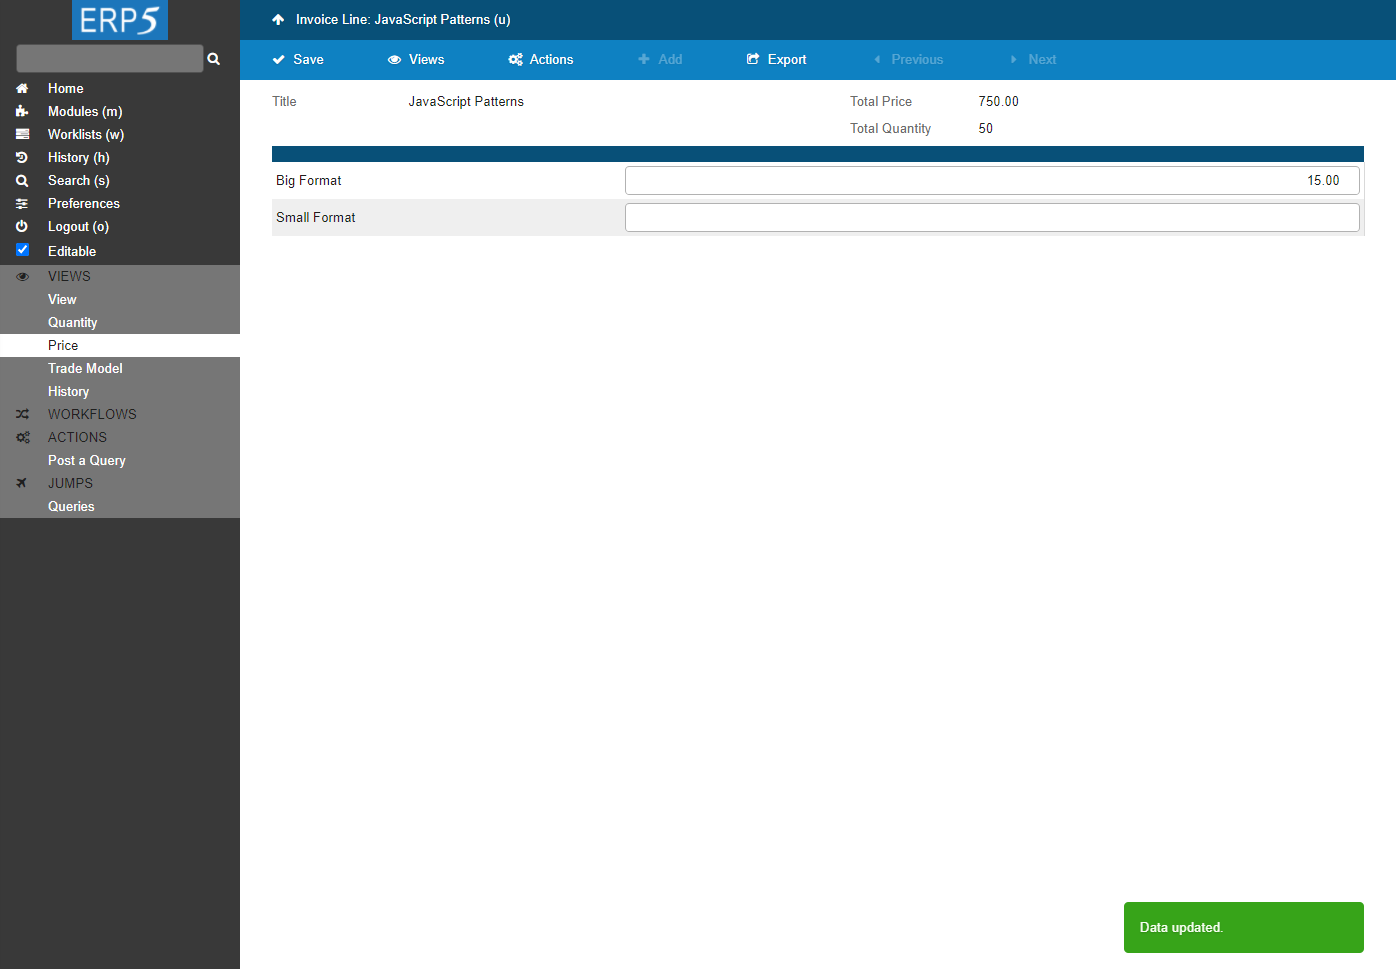 ERP5
Invoice Line: JavaScript Patterns (u)
Save Views Actions Add Export Previous Next
Home
Modules (m)
Worklists (w)
History (h)
Search (s)
Preferences
Logout (o)
Editable
VIEWS
View
Quantity
Price
Trade Model
History
WORKFLOWS
ACTIONS
Post a Query
JUMPS
Queries
Title JavaScript Patterns Total Price 750.00
Total Quantity 50
Big Format 15.00
Small Format
Data updated.